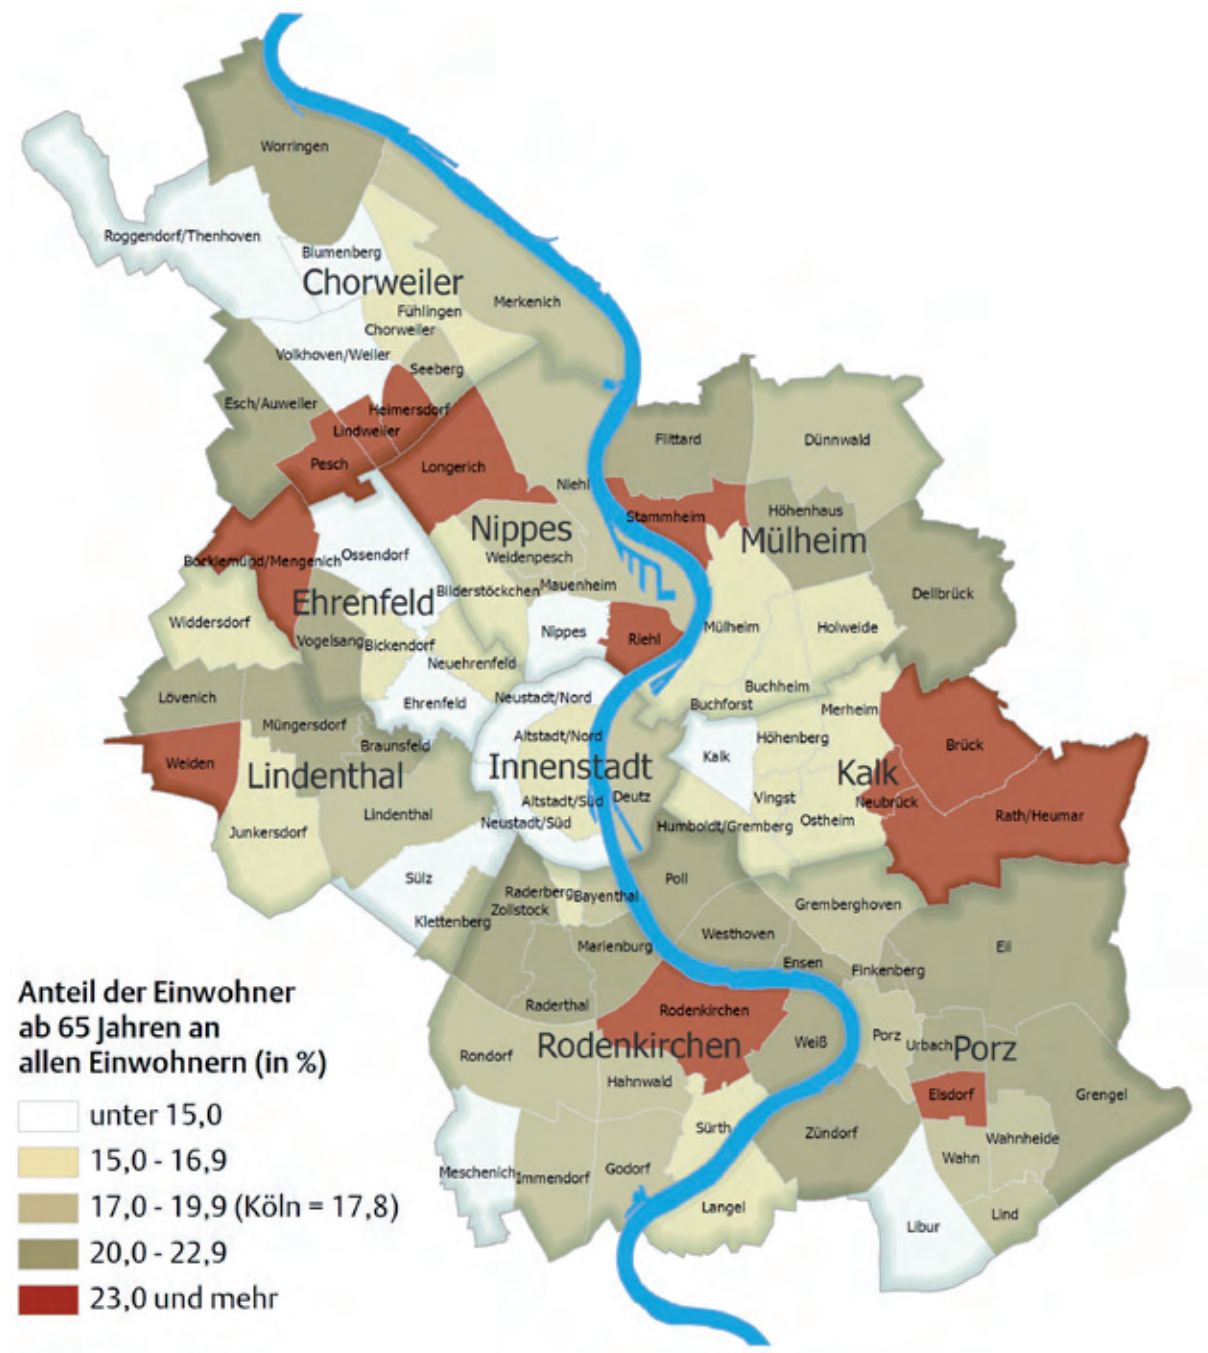 Worringen
Roggendorf/Thenhoven
Blumenberg
Chorweiler
Merkenich
Fühlingen
Chorweiler
Volkhoven/Weiler
Seeberg
Esch/Auweiler
Heimersdorf
Lindweiler
Pesch
Longerich
Flittard
Dünnwald
Niehl
Stammheim
Höhenhaus
Nippes
Mülheim
Ossendorf
Weidenpesch
Bocklemünd/Mengenich
Bilderstöckchen
Mauenheim
Dellbrück
Ehrenfeld
Widdersdorf
Vogelsang
Bickendorf
Nippes
Riehl
Mülheim
Holweide
Neuehrenfeld
Lövenich
Ehrenfeld
Neustadt/Nord
Buchheim
Buchforst
Merheim
Müngersdorf
Braunsfeld
Altstadt/Nord
Höhenberg
Brück
Weiden
Lindenthal
Innenstadt
Kalk
Kalk
Altstadt/Süd
Deutz
Vingst
Neubrück
Rath/Heumar
Junkersdorf
Lindenthal
Neustadt/Süd
Humboldt/Gremberg
Ostheim
Sülz
Raderberg
Bayenthal
Poll
Gremberghoven
Klettenberg
Zollstock
Marienburg
Westhoven
Eil
Ensen
Finkenberg
Raderthal
Rodenkirchen
Rodenkirchen
Weiß
Porz
Urbach
Porz
Rondorf
Hahnwald
Elsdorf
Grengel
Sürth
Zündorf
Wahnheide
Wahn
Meschenich
Immendorf
Godorf
Langel
Libur
Lind
Anteil der Einwohner
ab 65 Jahren an
allen Einwohnern (in %)
unter 15,0
15,0 - 16,9
17,0 - 19,9 (Köln = 17,8)
20,0 - 22,9
23,0 und mehr